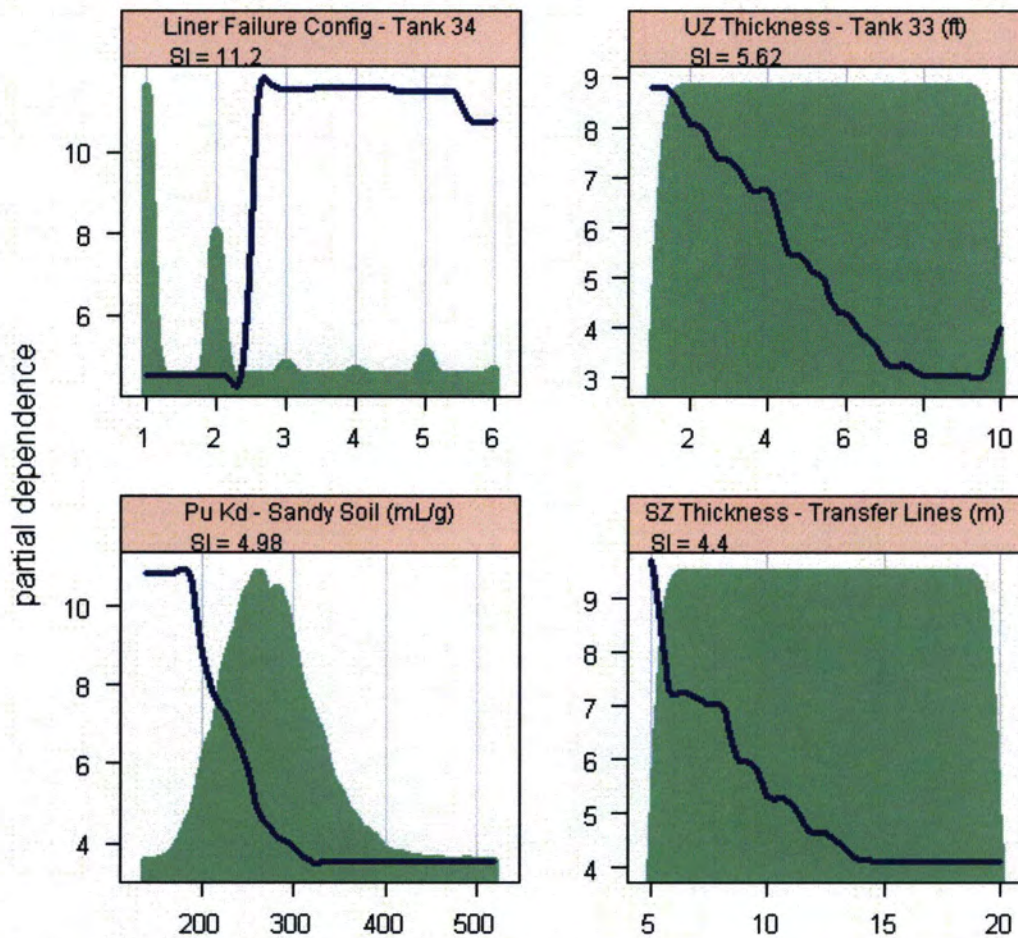 Liner Failure Config - Tank 34
SI = 11.2
UZ Thickness - Tank 33 (ft)
SI = 5.62
10
8
6
1 2 3 4 5 6
9
8
7
6
5
4
3
2 4 6 8 10
partial dependence
Pu Kd - Sandy Soil (mL/g)
SI = 4.98
SZ Thickness - Transfer Lines (m)
SI = 4.4
10
8
6
4
200 300 400 500
9
8
7
6
5
4
5 10 15 20